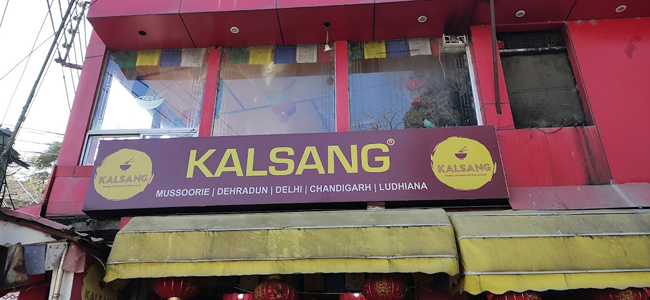 KALSANG®
MUSSOORIE | DEHRADUN | DELHI | CHANDIGARH | LUDHIANA
KALSANG
KALSANG